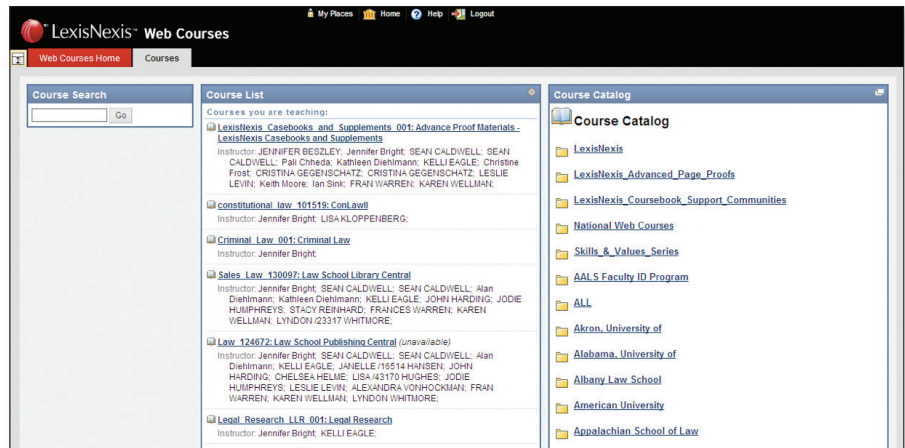 My Places Home Help Logout
LexisNexis™ Web Courses
Web Courses Home Courses
Course Search
Go
Course List
Courses you are teaching:
LexisNexis_Casebooks_and_Supplements_001: Advance Proof Materials -
LexisNexis Casebooks and Supplements
Instructor: JENNIFER BESZLEY; Jennifer Bright; SEAN CALDWELL; SEAN
CALDWELL; Pali Chheda; Kathleen Diehlmann; KELLI EAGLE; Christine
Frost; CRISTINA GEGENSCHATZ; CRISTINA GEGENSCHATZ; LESLIE
LEVIN; Keith Moore; Ian Sink; FRAN WARREN; KAREN WELLMAN;
constitutional_law_101519: ConLawII
Instructor: Jennifer Bright; LISA KLOPPENBERG;
Criminal_Law_001: Criminal Law
Instructor: Jennifer Bright;
Sales_Law_130097: Law School Library Central
Instructor: Jennifer Bright; SEAN CALDWELL; SEAN CALDWELL; Alan
Diehlmann; Kathleen Diehlmann; KELLI EAGLE; JOHN HARDING; JODIE
HUMPHREYS; STACY REINHARD; FRANCES WARREN; KAREN
WELLMAN; LYNDON /23317 WHITMORE;
Law_124672: Law School Publishing Central (unavailable)
Instructor: Jennifer Bright; SEAN CALDWELL; SEAN CALDWELL; Alan
Diehlmann; KELLI EAGLE; JANELLE /16514 HANSEN; JOHN
HARDING; CHELSEA HELME; LISA /43170 HUGHES; JODIE
HUMPHREYS; LESLIE LEVIN; ALEXANDRA VONHOCKMAN; FRAN
WARREN; KAREN WELLMAN; LYNDON WHITMORE;
Legal_Research_LLR_001: Legal Research
Instructor: Jennifer Bright; KELLI EAGLE;
Course Catalog
Course Catalog
LexisNexis
LexisNexis_Advanced_Page_Proofs
LexisNexis_Coursebook_Support_Communities
National Web Courses
Skills_&_Values_Series
AALS Faculty ID Program
ALL
Akron, University of
Alabama, University of
Albany Law School
American University
Appalachian School of Law